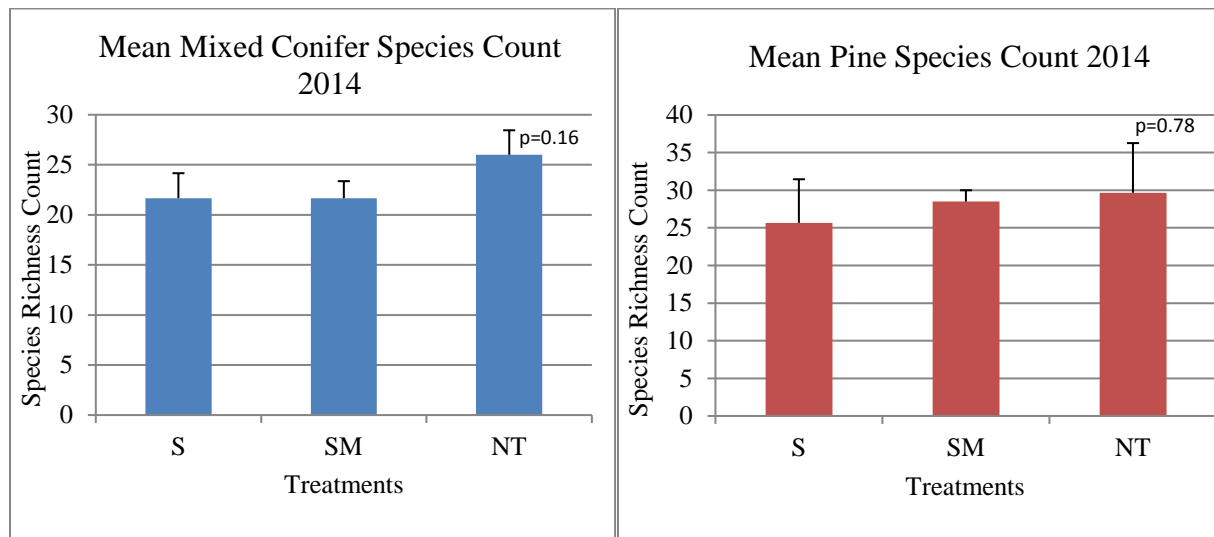 Mean Mixed Conifer Species Count
2014
30
25
20
15
10
5
0
p=0.16
Species Richness Count
S
SM
NT
Treatments
Mean Pine Species Count 2014
40
35
30
25
20
15
10
5
0
p=0.78
Species Richness Count
S
SM
NT
Treatments